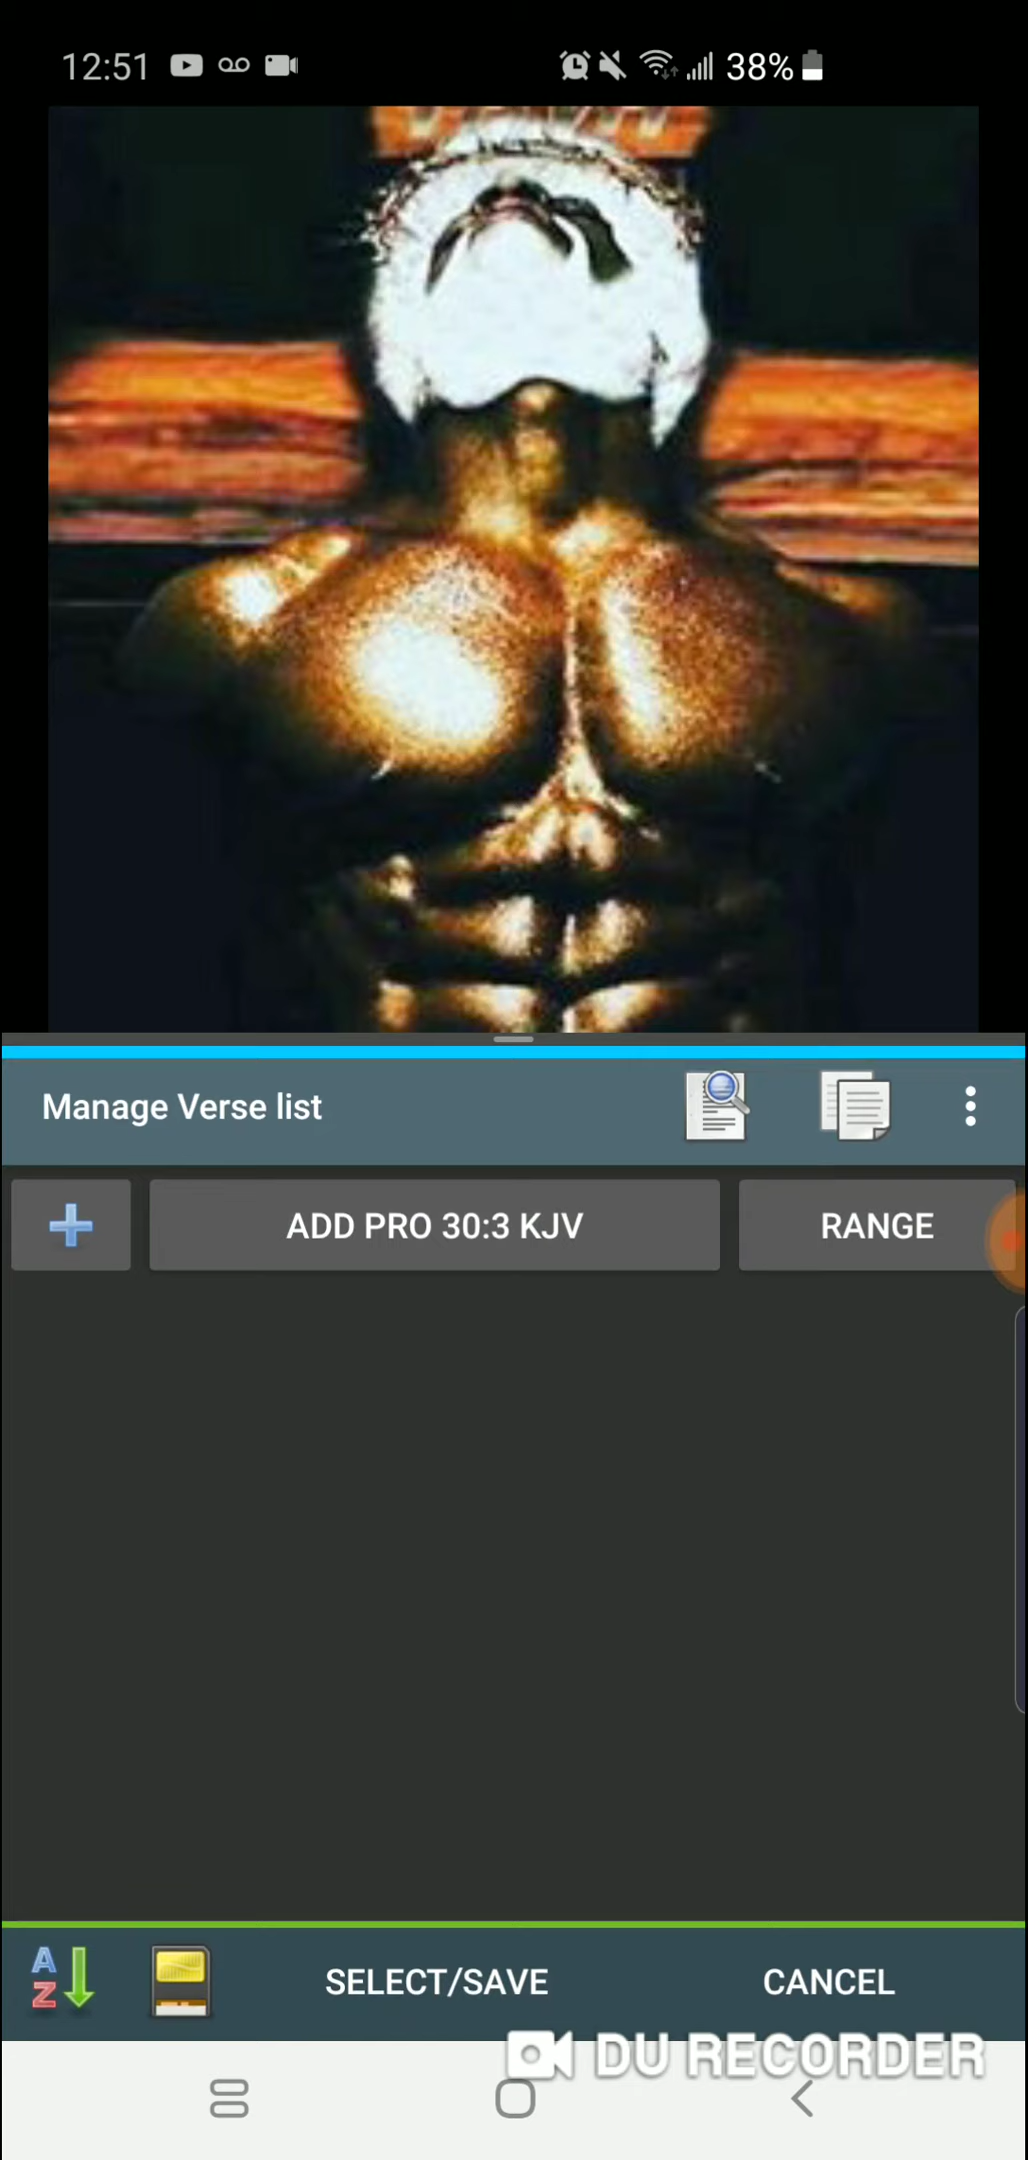 12:51 38%
Manage Verse list
ADD PRO 30:3 KJV RANGE
A
Z
SELECT/SAVE CANCEL
DU RECORDER